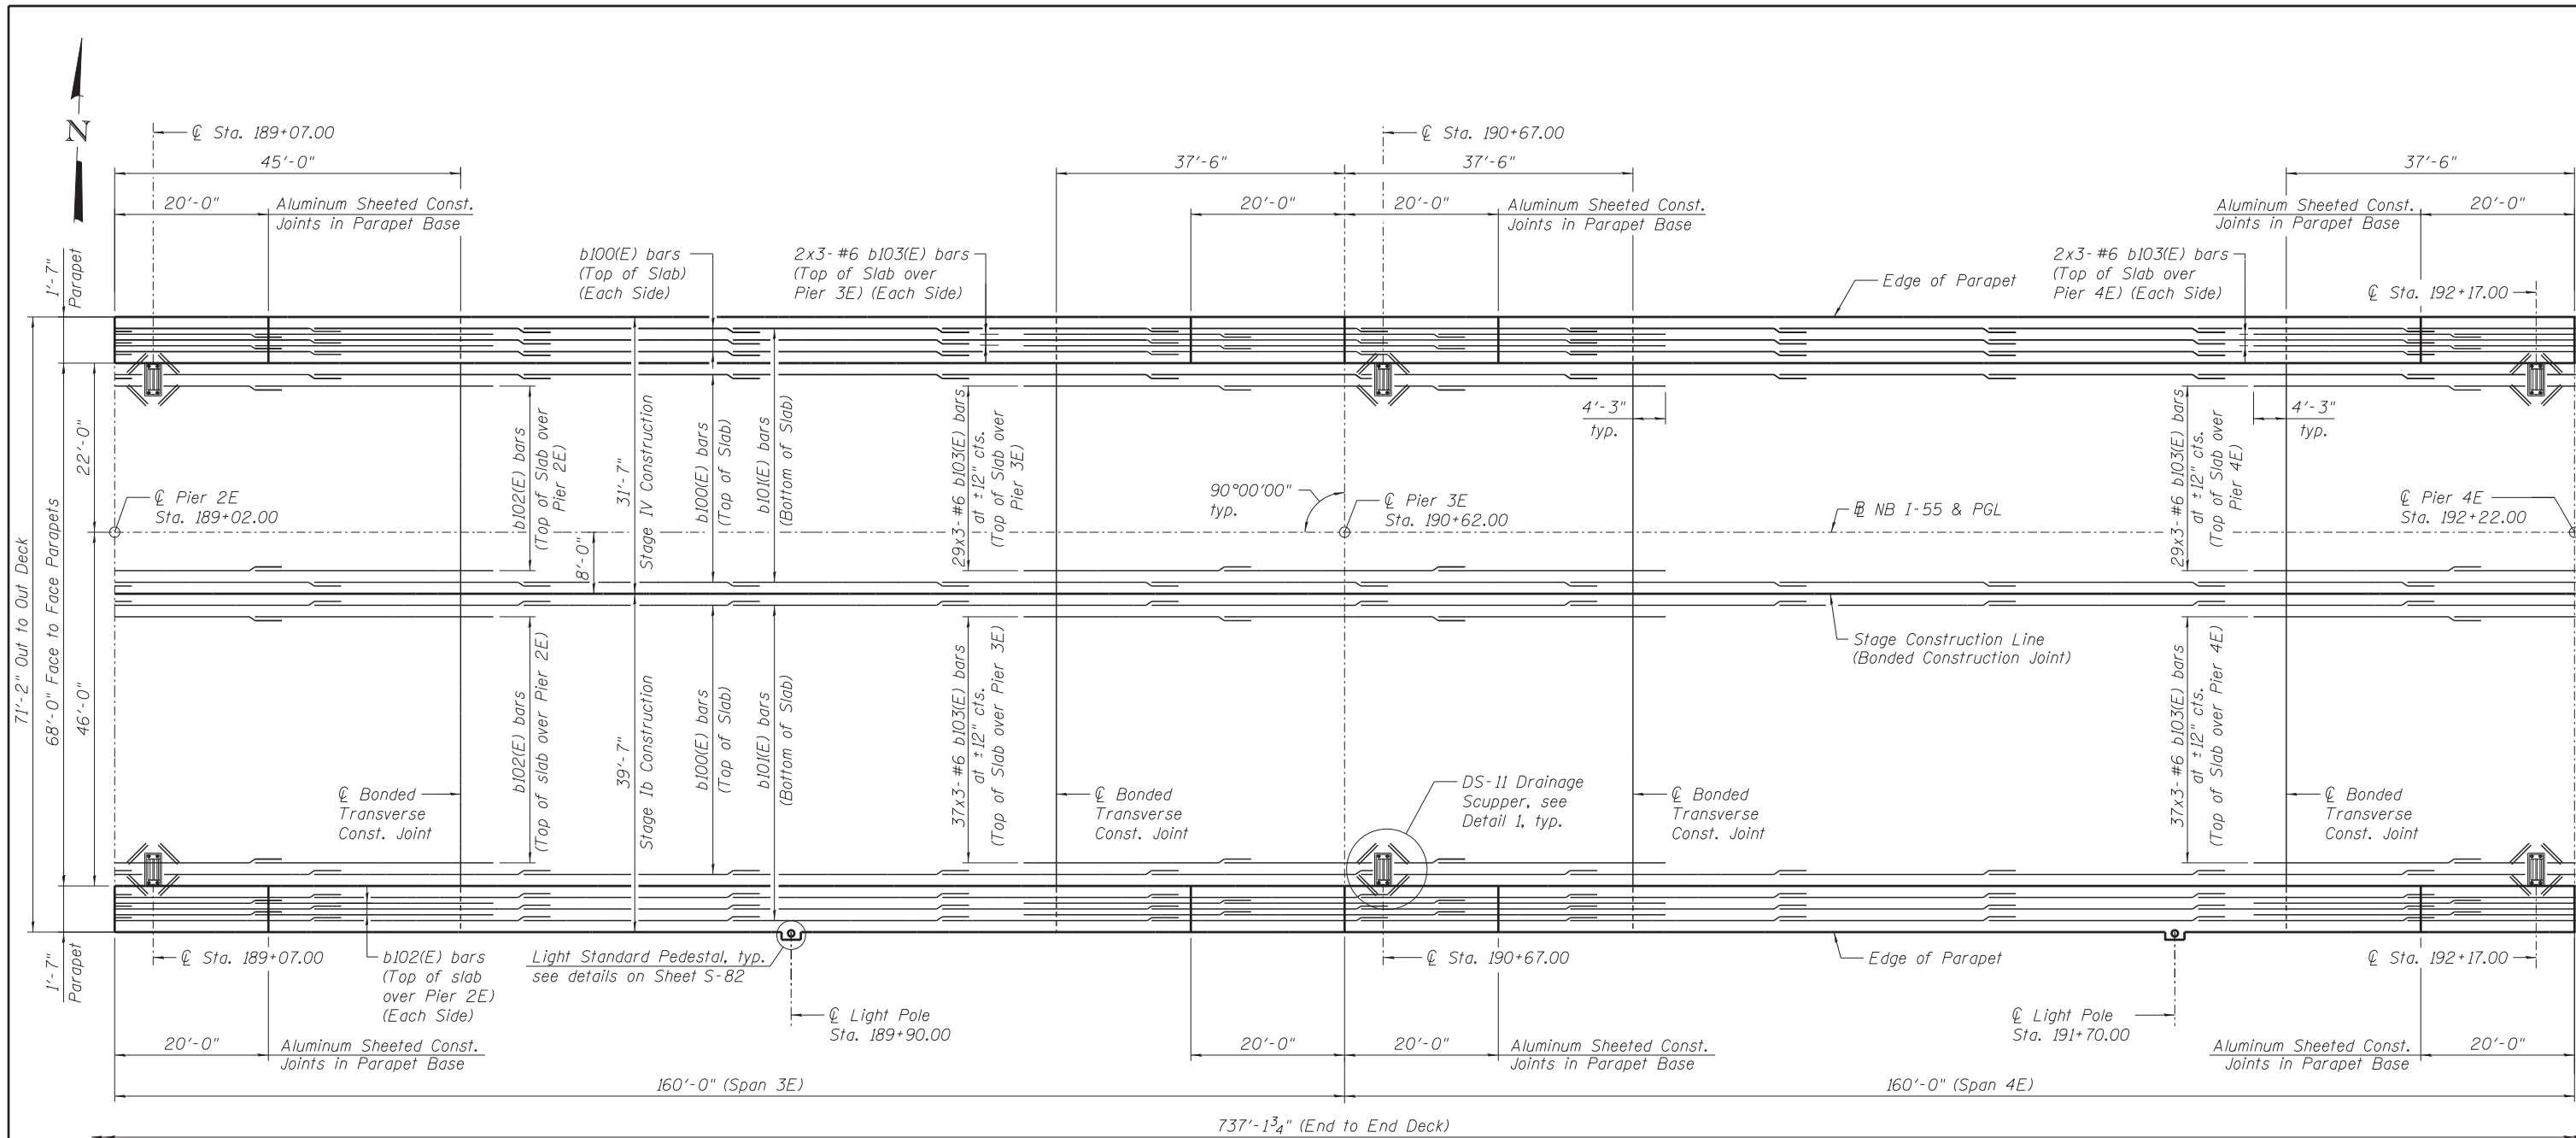 N
℄ Sta. 189+07.00
45'-0"
20'-0"
Aluminum Sheeted Const.
Joints in Parapet Base
℄ Sta. 190+67.00
37'-6"
37'-6"
20'-0"
20'-0"
Aluminum Sheeted Const.
Joints in Parapet Base
37'-6"
Aluminum Sheeted Const.
Joints in Parapet Base
20'-0"
1'-7"
Parapet
b100(E) bars
(Top of Slab)
(Each Side)
2x3-#6 b103(E) bars
(Top of Slab over
Pier 3E) (Each Side)
Edge of Parapet
2x3-#6 b103(E) bars
(Top of Slab over
Pier 4E) (Each Side)
℄ Sta. 192+17.00
71'-2" Out to Out Deck
68'-0" Face to Face Parapets
22'-0"
46'-0"
℄ Pier 2E
Sta. 189+02.00
b102(E) bars
(Top of Slab over
Pier 2E)
8'-0"
31'-7"
Stage IV Construction
b100(E) bars
(Top of Slab)
b101(E) bars
(Bottom of Slab)
29x3-#6 b103(E) bars
at ±12" cts.
(Top of Slab over
Pier 3E)
90°00'00"
typ.
℄ Pier 3E
Sta. 190+62.00
4'-3"
typ.
℄ NB I-55 & PGL
29x3-#6 b103(E) bars
at ±12" cts.
(Top of Slab over
Pier 4E)
4'-3"
typ.
℄ Pier 4E
Sta. 192+22.00
℄ Bonded
Transverse
Const. Joint
b102(E) bars
(Top of slab over Pier 2E)
39'-7"
Stage Ib Construction
b100(E) bars
(Top of Slab)
b101(E) bars
(Bottom of Slab)
37x3-#6 b103(E) bars
at ±12" cts.
(Top of Slab over Pier 3E)
℄ Bonded
Transverse
Const. Joint
DS-11 Drainage
Scupper, see
Detail 1, typ.
℄ Bonded
Transverse
Const. Joint
Stage Construction Line
(Bonded Construction Joint)
37x3-#6 b103(E) bars
at ±12" cts.
(Top of Slab over Pier 4E)
℄ Bonded
Transverse
Const. Joint
1'-7"
Parapet
℄ Sta. 189+07.00
b102(E) bars
(Top of slab
over Pier 2E)
(Each Side)
Light Standard Pedestal, typ.
see details on Sheet S-82
℄ Light Pole
Sta. 189+90.00
℄ Sta. 190+67.00
Edge of Parapet
℄ Light Pole
Sta. 191+70.00
℄ Sta. 192+17.00
20'-0"
Aluminum Sheeted Const.
Joints in Parapet Base
20'-0"
20'-0"
Aluminum Sheeted Const.
Joints in Parapet Base
Aluminum Sheeted Const.
Joints in Parapet Base
20'-0"
160'-0" (Span 3E)
160'-0" (Span 4E)
737'-1¾" (End to End Deck)